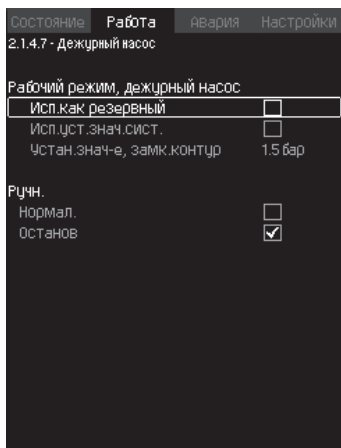 Состояние Работа Авария Настройки
2.1.4.7 - Дежурный насос
Рабочий режим, дежурный насос
Исп.как резервный
Исп.уст.знач.сист.
Устан.знач-е, замк.контур 1.5 бар
Ручн.
Нормал.
Останов